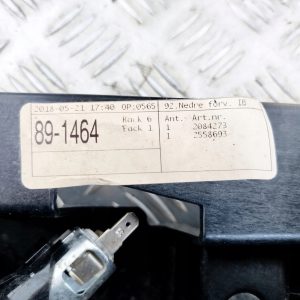 2018-05-21 17:40 OP:0565
92.Nedre förv. IB
89-1464
Rack 6
Fack 1
Ant.- Art.nr.
1 2084273
1 2558693